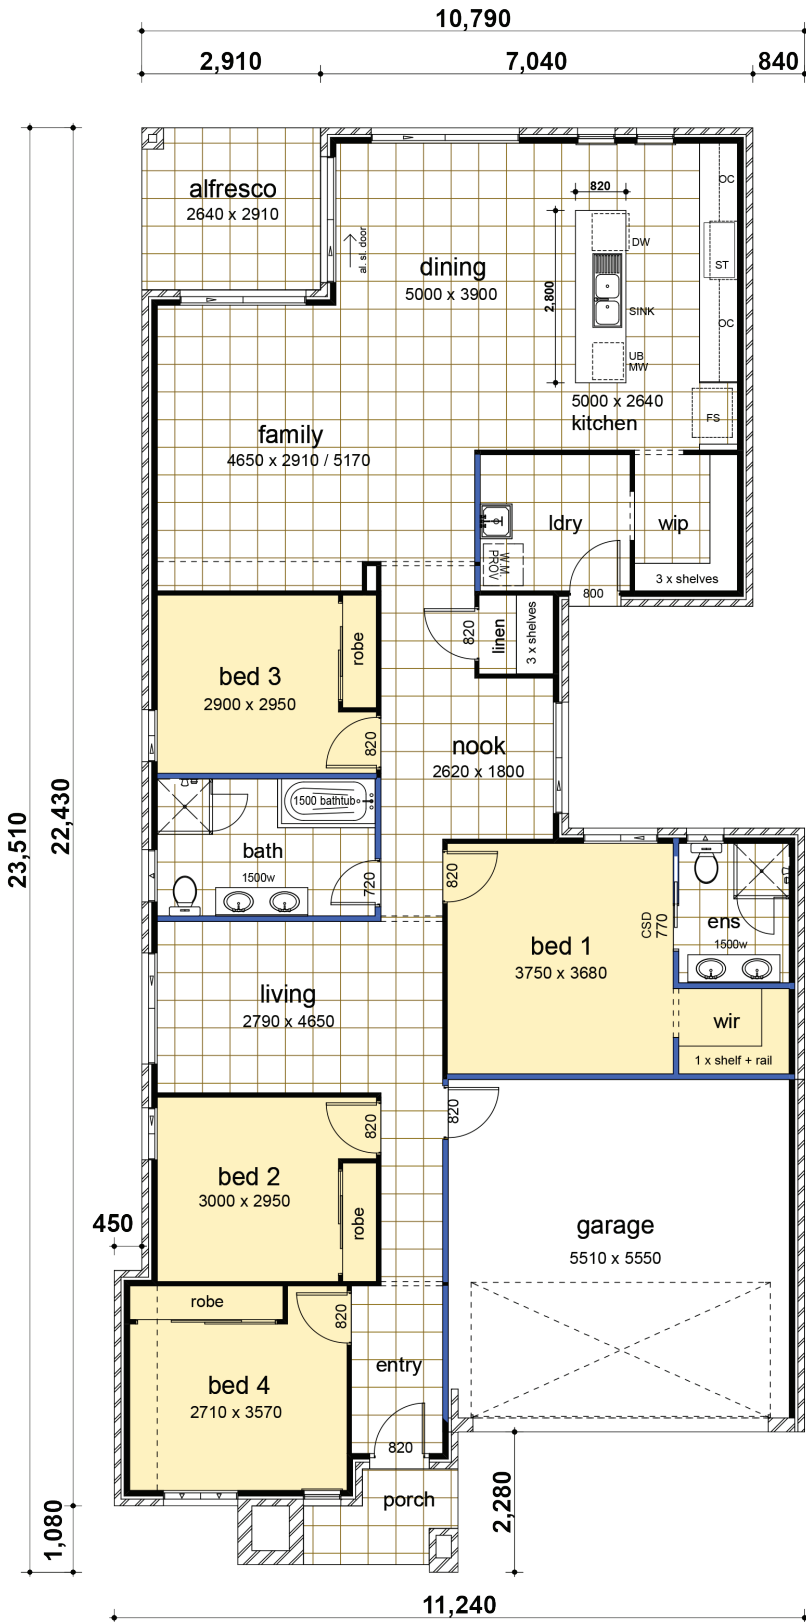 10,790
2,910
7,040
840
alfresco
2640 x 2910
al. sl. door
dining
5000 x 3900
820
2,800
DW
SINK
UB
MW
OC
ST
OC
FS
5000 x 2640
kitchen
family
4650 x 2910 / 5170
ldry
wip
3 x shelves
W.M.
PROV
800
820
linen
3 x shelves
bed 3
2900 x 2950
robe
820
nook
2620 x 1800
1500 bathtub
bath
1500w
720
820
bed 1
3750 x 3680
CSD
770
ens
1500w
wir
1 x shelf + rail
living
2790 x 4650
23,510
22,430
820
820
bed 2
3000 x 2950
robe
450
garage
5510 x 5550
robe
820
bed 4
2710 x 3570
entry
820
porch
1,080
2,280
11,240